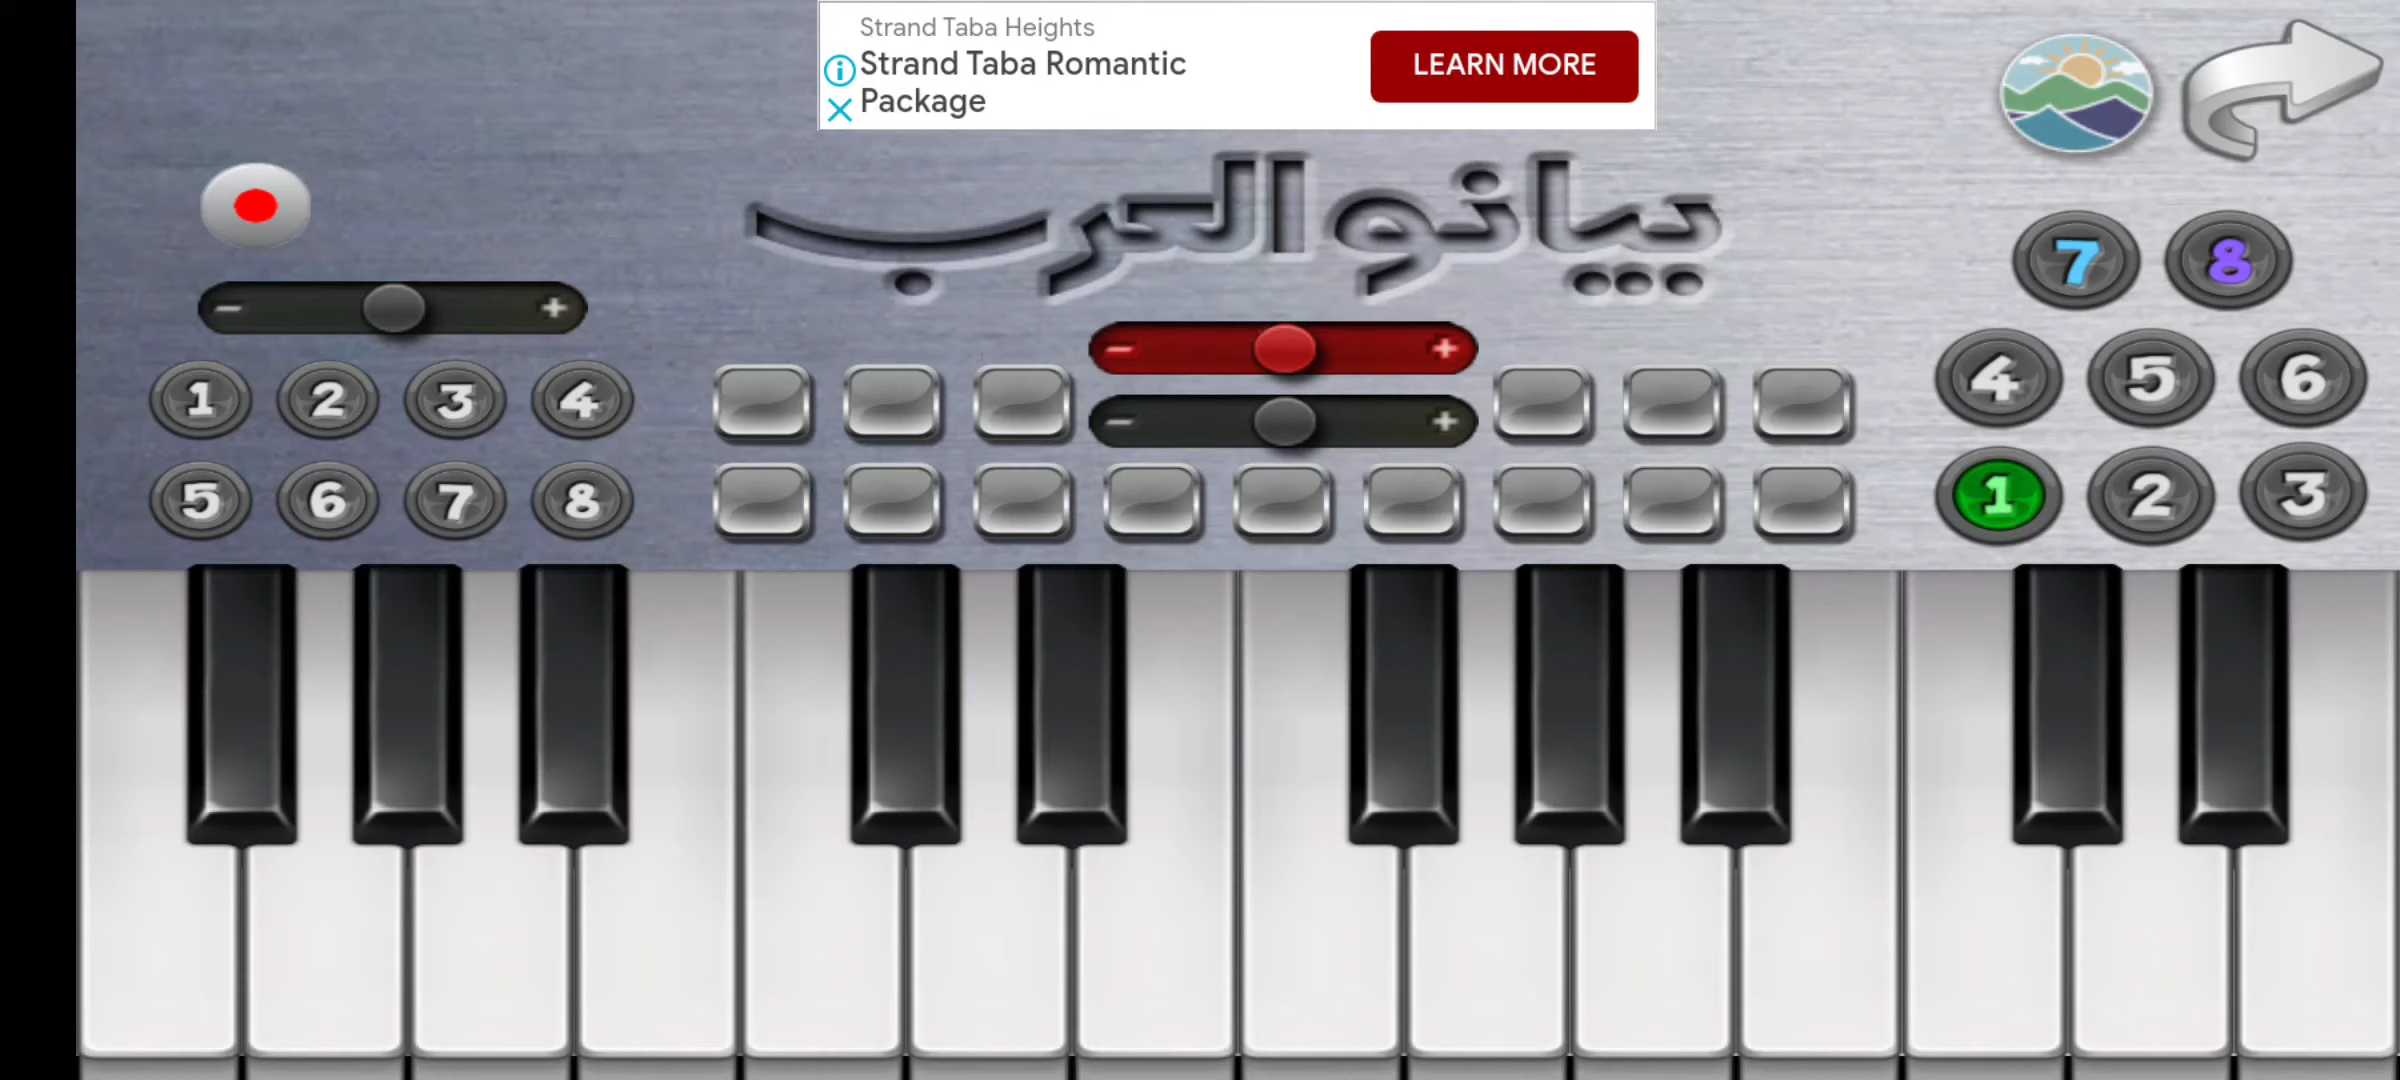 Strand Taba Heights
Strand Taba Romantic
Package
LEARN MORE
بيانو العرب
7 8
- +
- +
1 2 3 4
4 5 6
- +
5 6 7 8
1 2 3